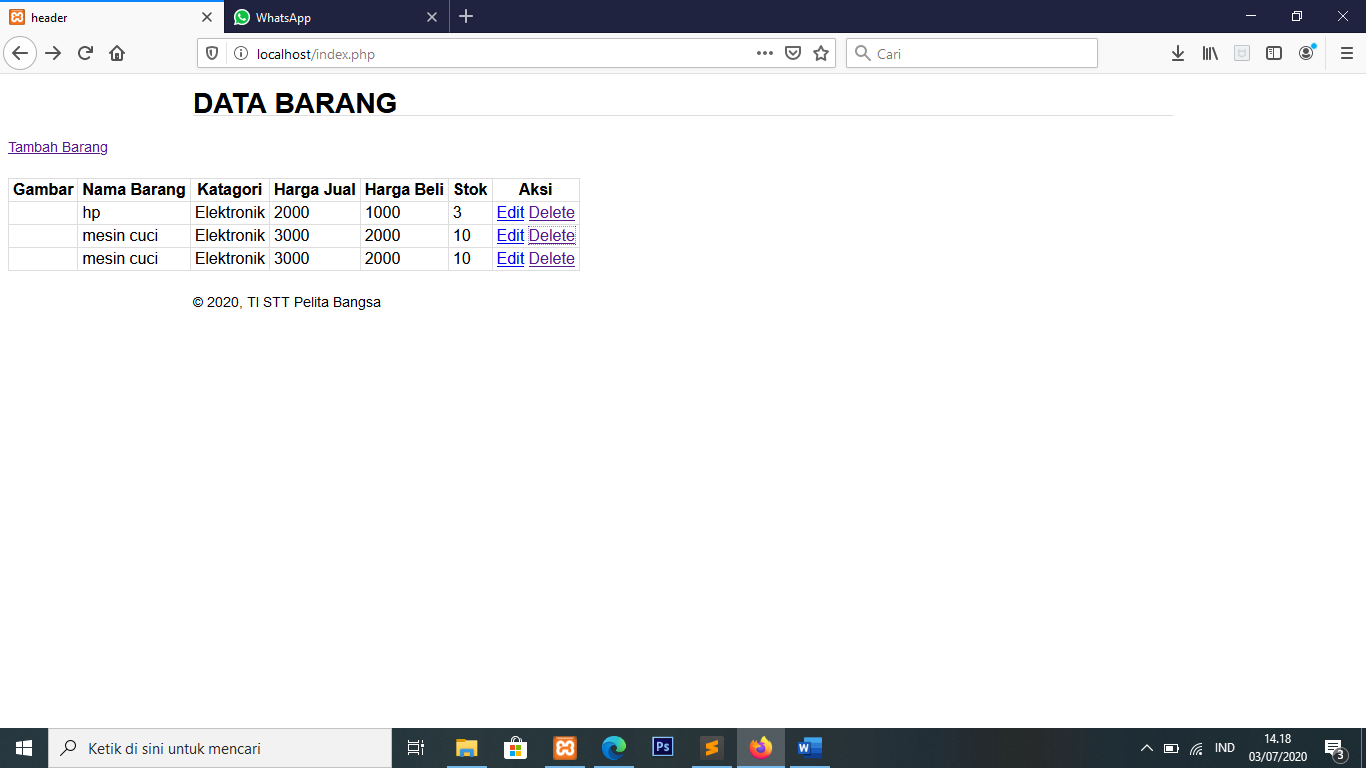 header
WhatsApp
localhost/index.php
Cari
DATA BARANG
Tambah Barang
Gambar Nama Barang Katagori Harga Jual Harga Beli Stok Aksi
hp Elektronik 2000 1000 3 Edit Delete
mesin cuci Elektronik 3000 2000 10 Edit Delete
mesin cuci Elektronik 3000 2000 10 Edit Delete
© 2020, TI STT Pelita Bangsa
Ketik di sini untuk mencari
Ps
IND
14.18
03/07/2020
3